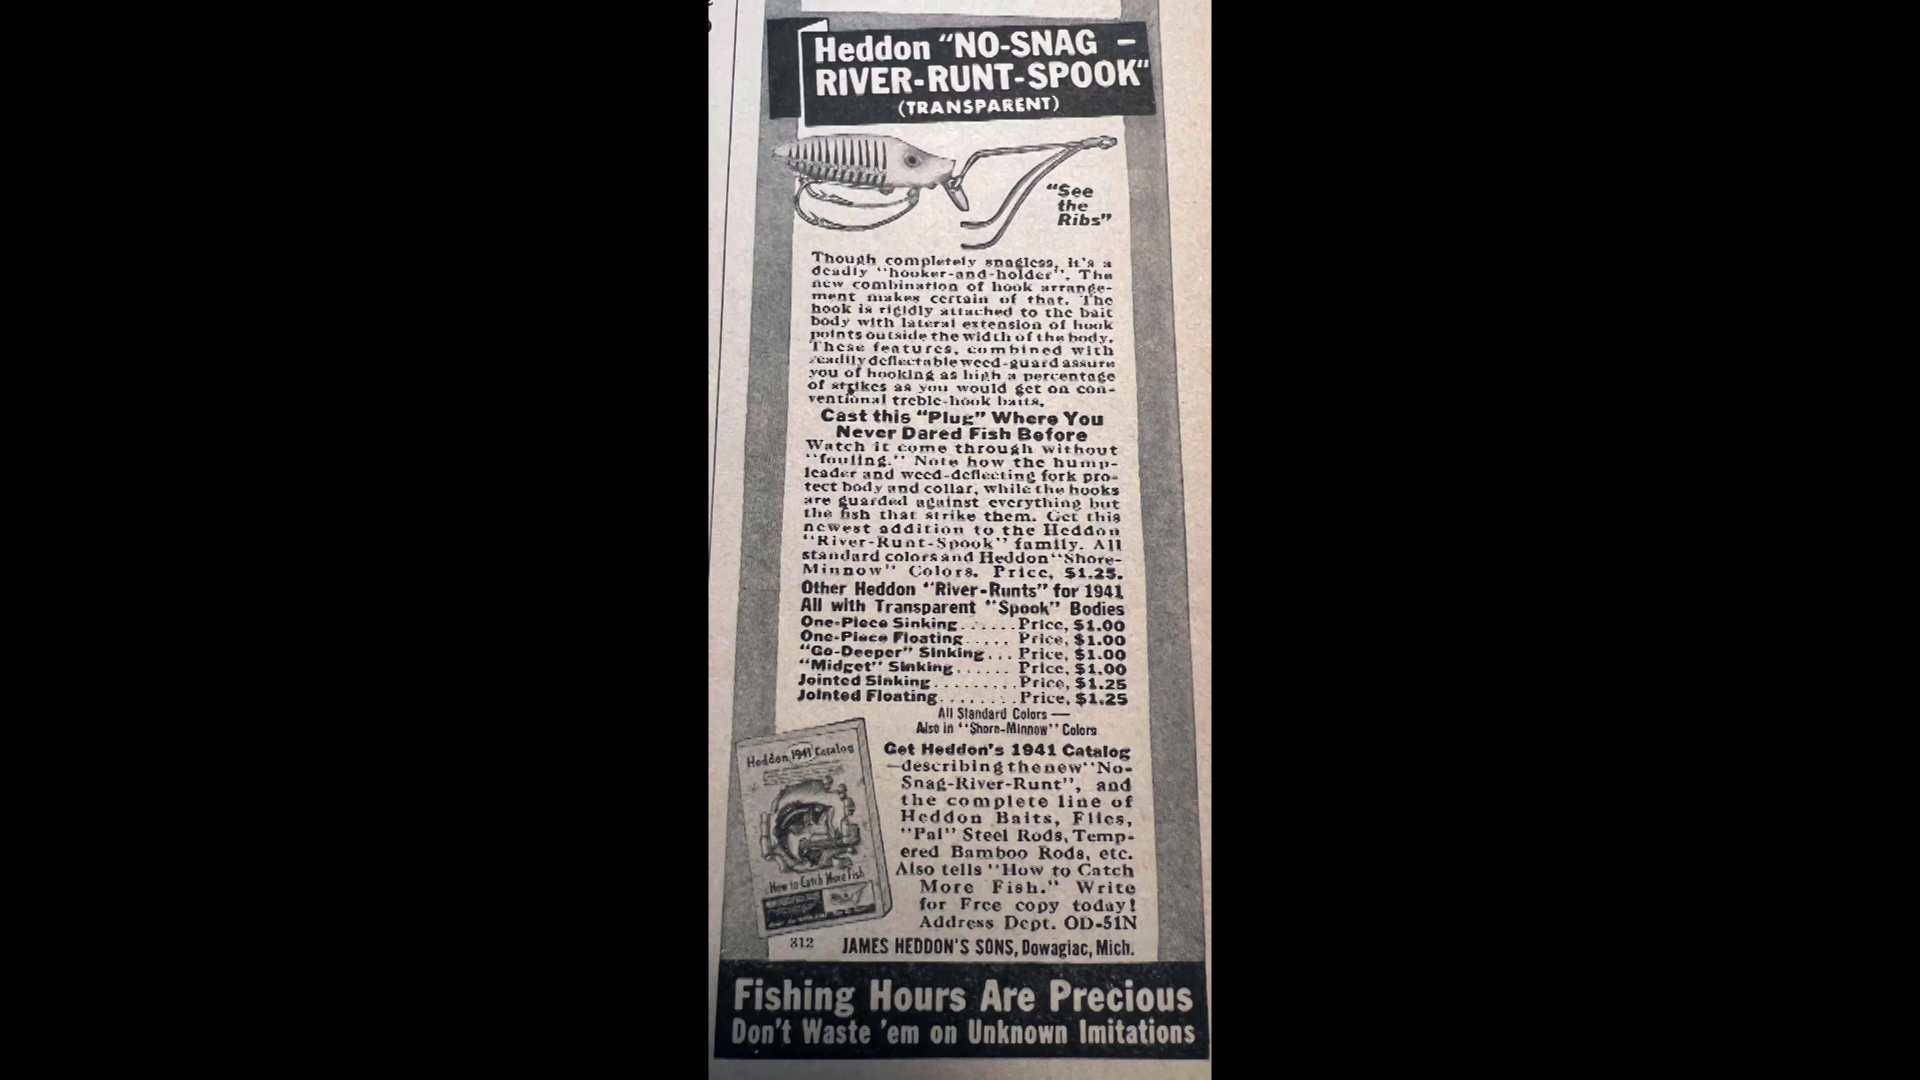 Heddon "NO-SNAG –
RIVER-RUNT-SPOOK"
(TRANSPARENT)
"See
the
Ribs"
Though completely snagless, it's a
deadly "hooker-and-holder". The
new combination of hook arrange-
ment makes certain of that. The
hook is rigidly attached to the bait
body with lateral extension of hook
points outside the width of the body.
These features, combined with
readily deflectable weed-guard assure
you of hooking as high a percentage
of strikes as you would get on con-
ventional treble-hook baits.
Cast this "Plug" Where You
Never Dared Fish Before
Watch it come through without
"fouling." Note how the hump-
leader and weed-deflecting fork pro-
tect body and collar, while the hooks
are guarded against everything but
the fish that strike them. Get this
newest addition to the Heddon
"River-Runt-Spook" family. All
standard colors and Heddon "Shore-
Minnow" Colors. Price, $1.25.
Other Heddon "River-Runts" for 1941
All with Transparent "Spook" Bodies
One-Piece Sinking...... Price, $1.00
One-Piece Floating..... Price, $1.00
"Go-Deeper" Sinking... Price, $1.00
"Midget" Sinking...... Price, $1.00
Jointed Sinking......... Price, $1.25
Jointed Floating........ Price, $1.25
All Standard Colors —
Also in "Shore-Minnow" Colors
Heddon 1941 Catalog
How to Catch More Fish
Get Heddon's 1941 Catalog
—describing the new "No-
Snag-River-Runt", and
the complete line of
Heddon Baits, Flies,
"Pal" Steel Rods, Temp-
ered Bamboo Rods, etc.
Also tells "How to Catch
More Fish." Write
for Free copy today!
Address Dept. OD-51N
312 JAMES HEDDON'S SONS, Dowagiac, Mich.
Fishing Hours Are Precious
Don't Waste 'em on Unknown Imitations